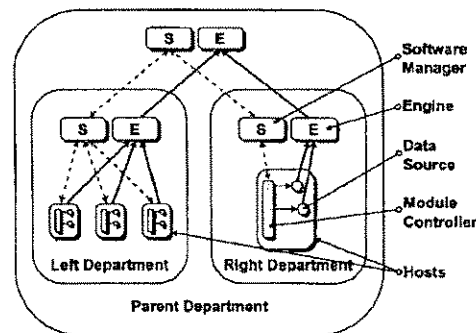 S E
Software
Manager
Engine
S E
S E
Data
Source
Module
Controller
Left Department
Right Department
Hosts
Parent Department